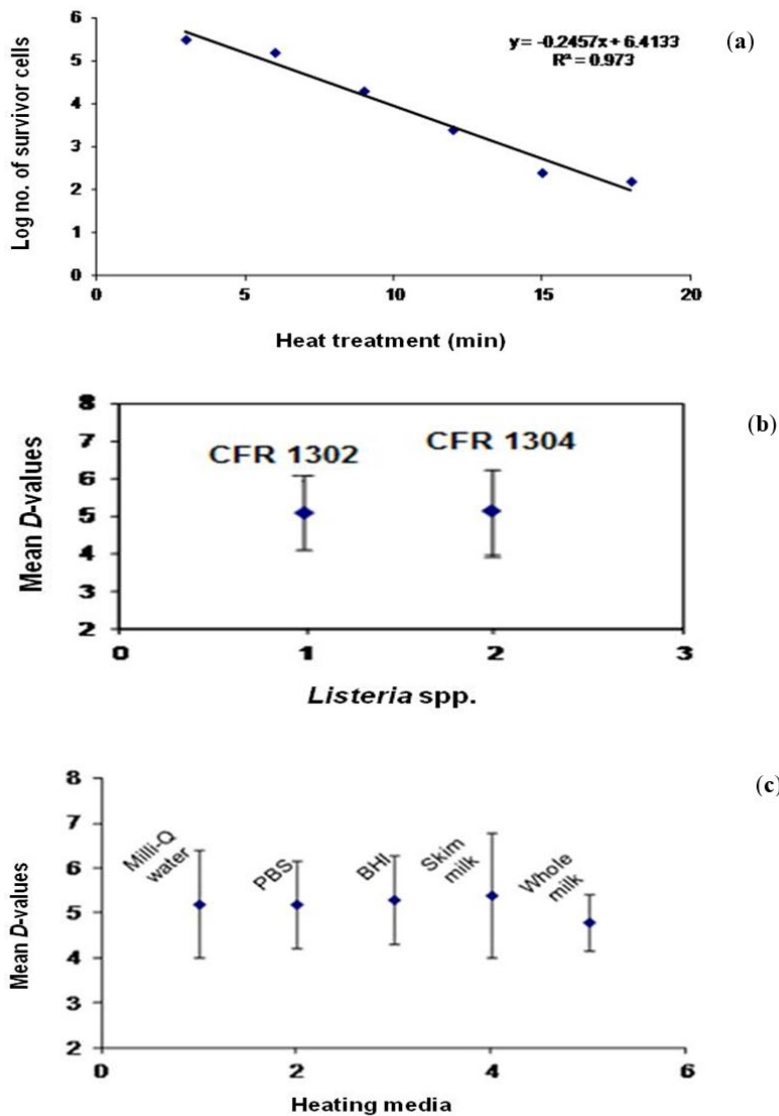 6
y = -0.2457x + 6.4133
(a)
R² = 0.973
5
4
3
2
1
0
Log no. of survivor cells
0 5 10 15 20
Heat treatment (min)
8
(b)
7
CFR 1302 CFR 1304
6
5
4
3
2
Mean D-values
0 1 2 3
Listeria spp.
8
(c)
7
Milli-Q
water
PBS
BHI
Skim
milk
Whole
milk
6
5
4
3
2
Mean D-values
0 2 4 6
Heating media